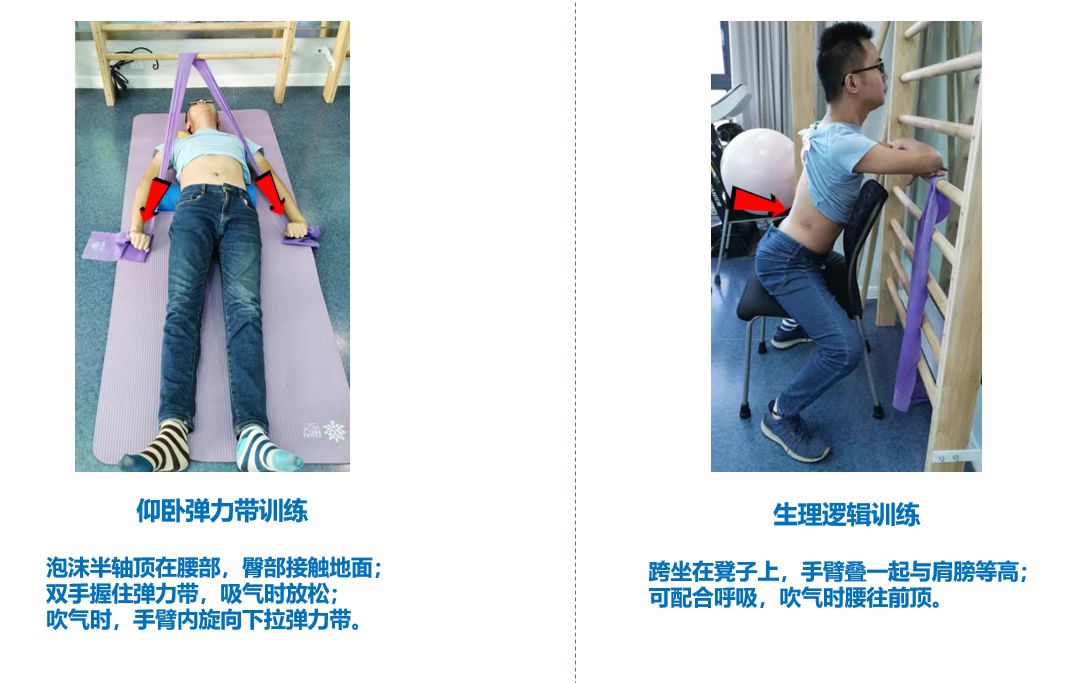 仰卧弹力带训练
泡沫半轴顶在腰部，臀部接触地面；
双手握住弹力带，吸气时放松；
吹气时，手臂内旋向下拉弹力带。
生理逻辑训练
跨坐在凳子上，手臂叠一起与肩膀等高；
可配合呼吸，吹气时腰往前顶。